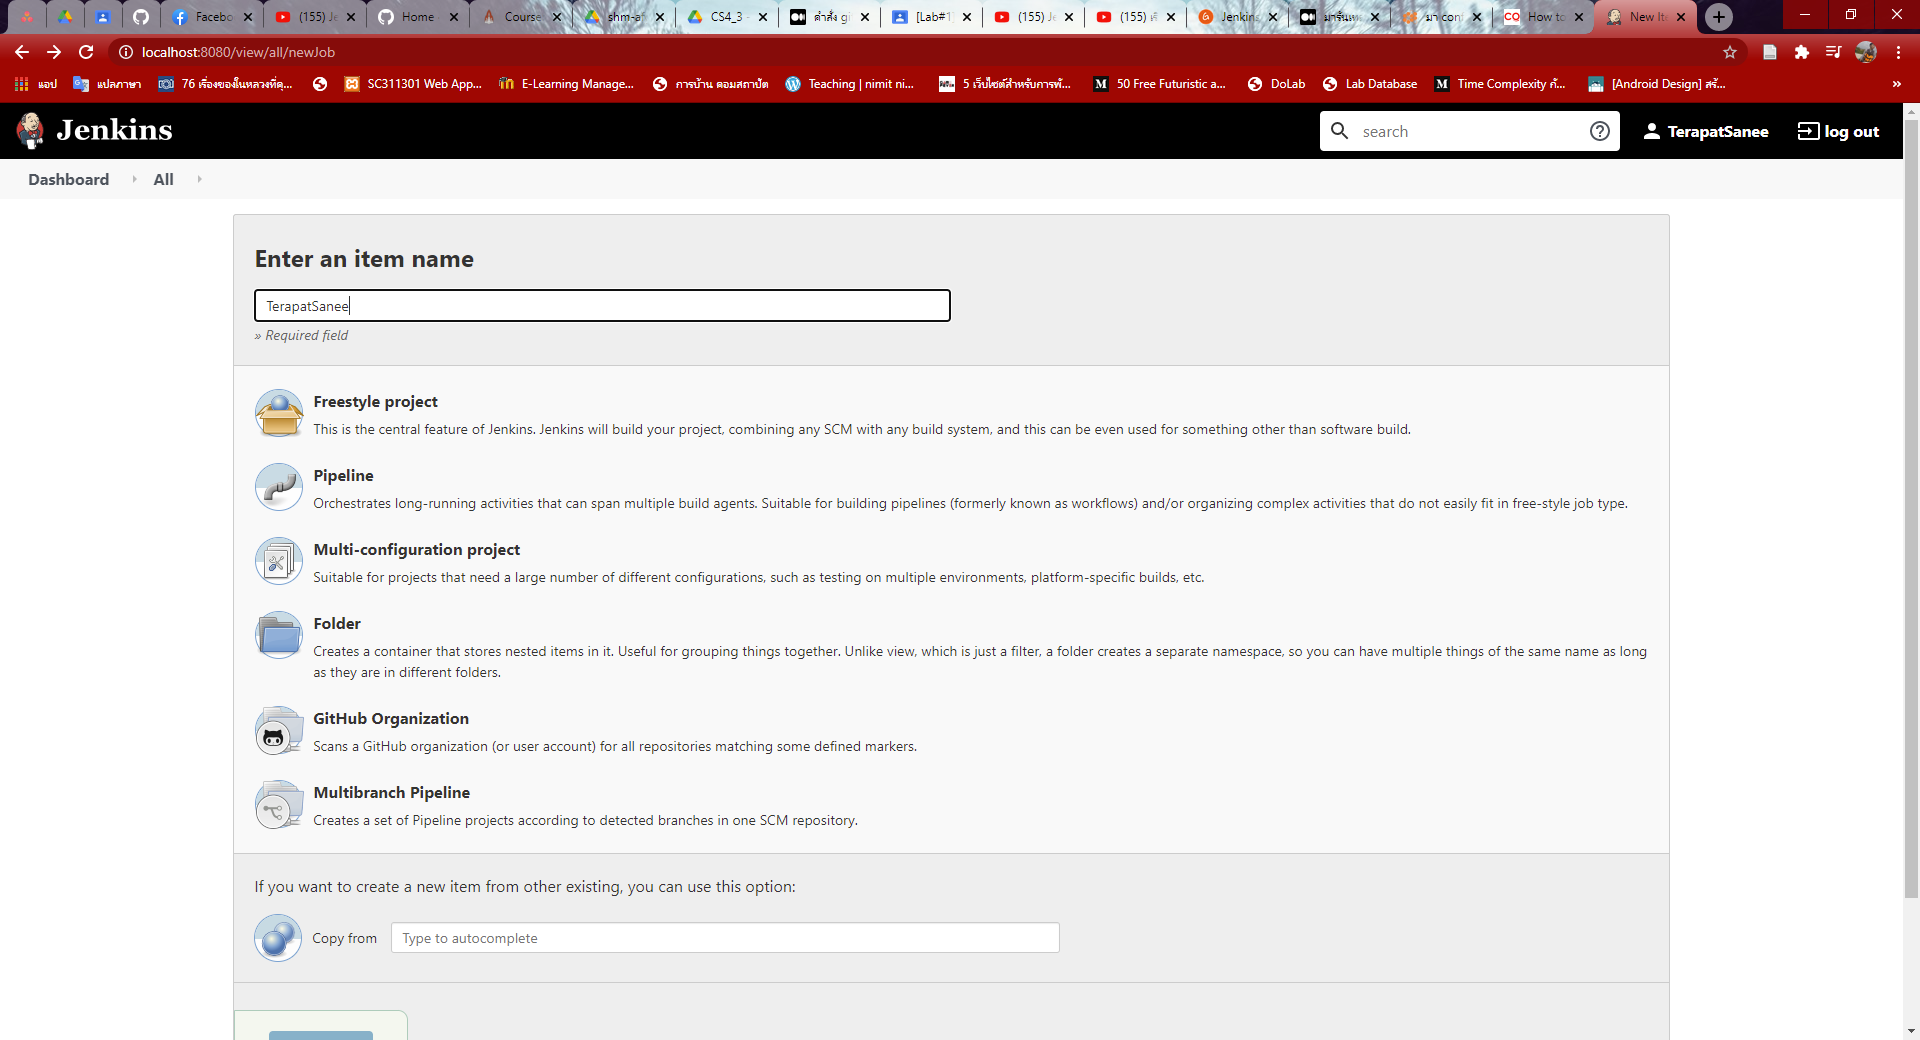 Facebo
(155) Je
Home
Course
shm-a
CS4_3 -
คำสั่ง gi
[Lab#1]
(155) Je
Jenkins
How to
New Ite
localhost:8080/view/all/newJob
แอป
แปลภาษา
76 เรื่องของในหลวงที่คุ...
SC311301 Web App...
E-Learning Manage...
การบ้าน ตอมสถาปัต
Teaching | nimit ni...
5 เว็บไซต์สำหรับการพั...
50 Free Futuristic a...
DoLab
Lab Database
Time Complexity ก้...
[Android Design] สร้...
»
Jenkins
search
TerapatSanee
log out
Dashboard
All
Enter an item name
TerapatSanee
» Required field
Freestyle project
This is the central feature of Jenkins. Jenkins will build your project, combining any SCM with any build system, and this can be even used for something other than software build.
Pipeline
Orchestrates long-running activities that can span multiple build agents. Suitable for building pipelines (formerly known as workflows) and/or organizing complex activities that do not easily fit in free-style job type.
Multi-configuration project
Suitable for projects that need a large number of different configurations, such as testing on multiple environments, platform-specific builds, etc.
Folder
Creates a container that stores nested items in it. Useful for grouping things together. Unlike view, which is just a filter, a folder creates a separate namespace, so you can have multiple things of the same name as long
as they are in different folders.
GitHub Organization
Scans a GitHub organization (or user account) for all repositories matching some defined markers.
Multibranch Pipeline
Creates a set of Pipeline projects according to detected branches in one SCM repository.
If you want to create a new item from other existing, you can use this option:
Copy from
Type to autocomplete